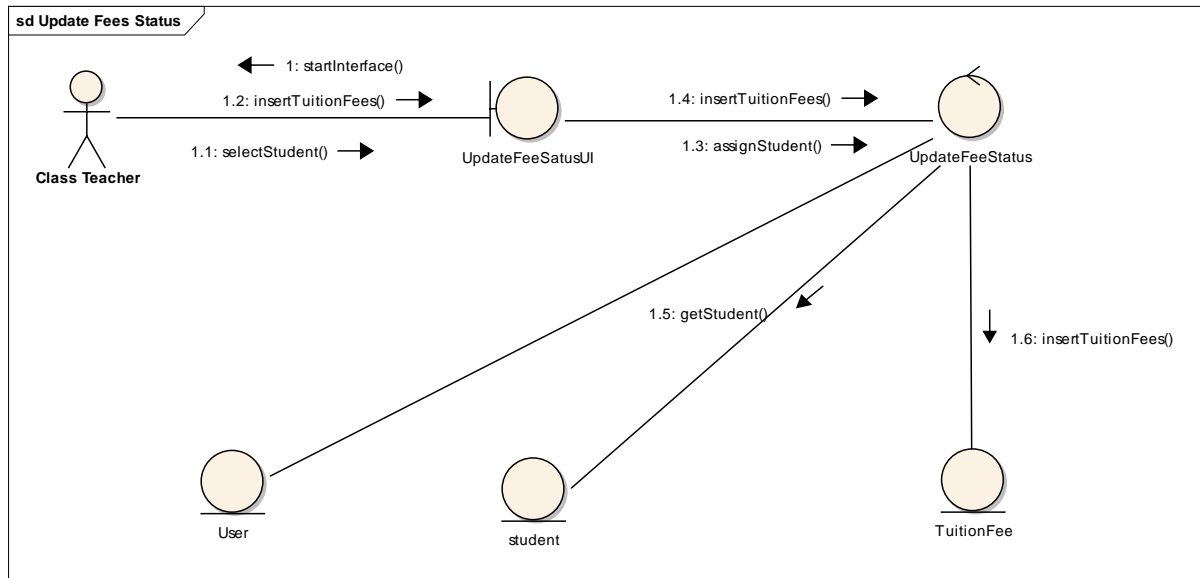 sd Update Fees Status
1: startInterface()
1.2: insertTuitionFees()
1.4: insertTuitionFees()
1.1: selectStudent()
1.3: assignStudent()
Class Teacher
UpdateFeeSatusUI
UpdateFeeStatus
1.5: getStudent()
1.6: insertTuitionFees()
User
student
TuitionFee